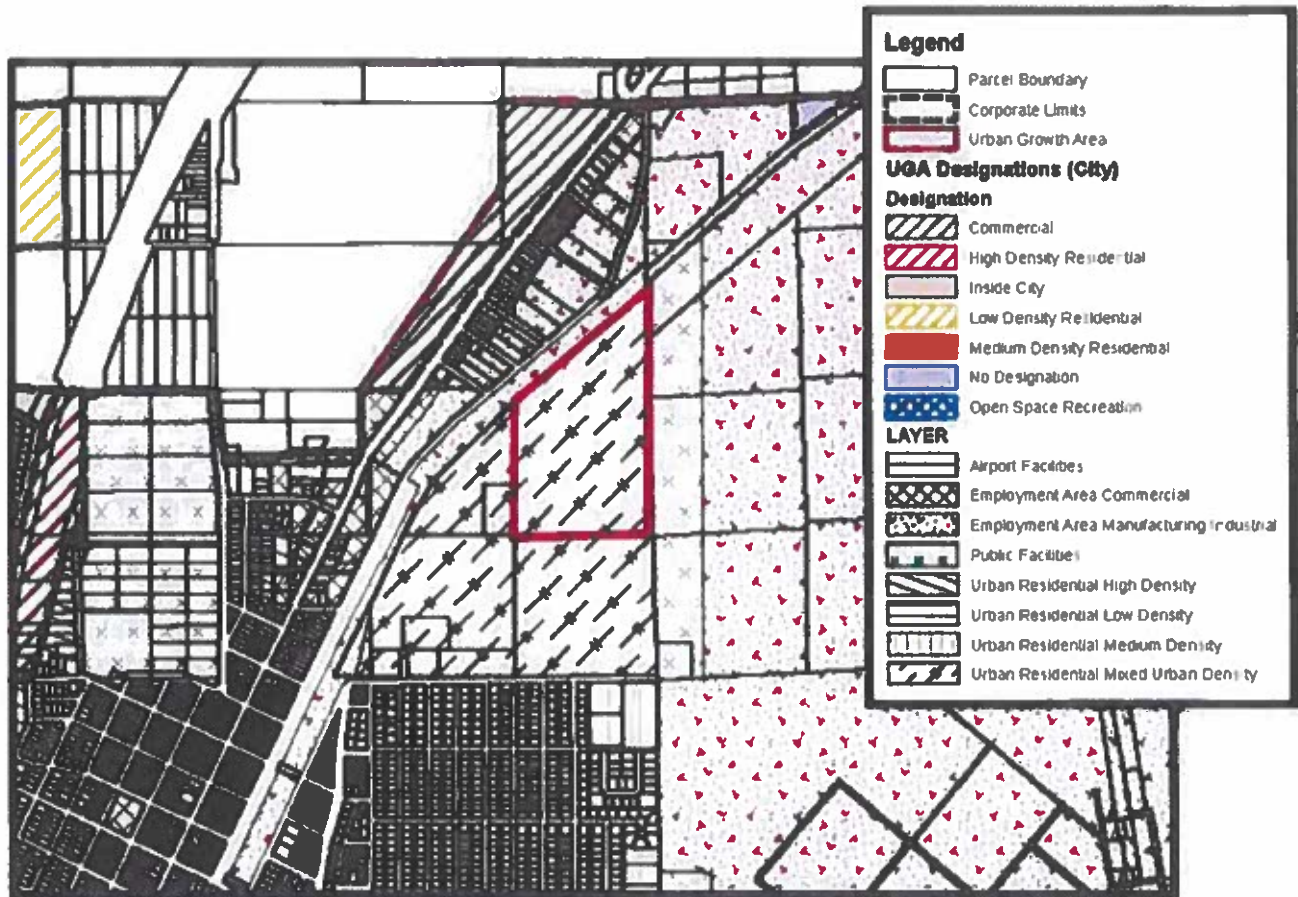 Legend
Parcel Boundary
Corporate Limits
Urban Growth Area
UGA Designations (City)
Designation
Commercial
High Density Residential
Inside City
Low Density Residential
Medium Density Residential
No Designation
Open Space Recreation
LAYER
Airport Facilities
Employment Area Commercial
Employment Area Manufacturing Industrial
Public Facilities
Urban Residential High Density
Urban Residential Low Density
Urban Residential Medium Density
Urban Residential Mixed Urban Density